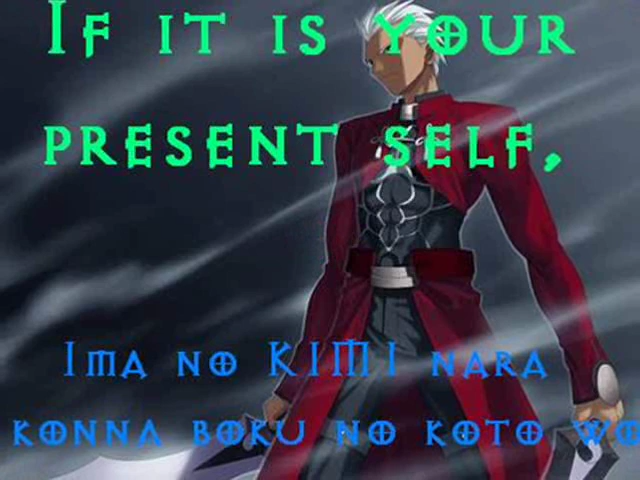 If it is your
present self,
Ima no KIMI nara
konna boku no koto wo